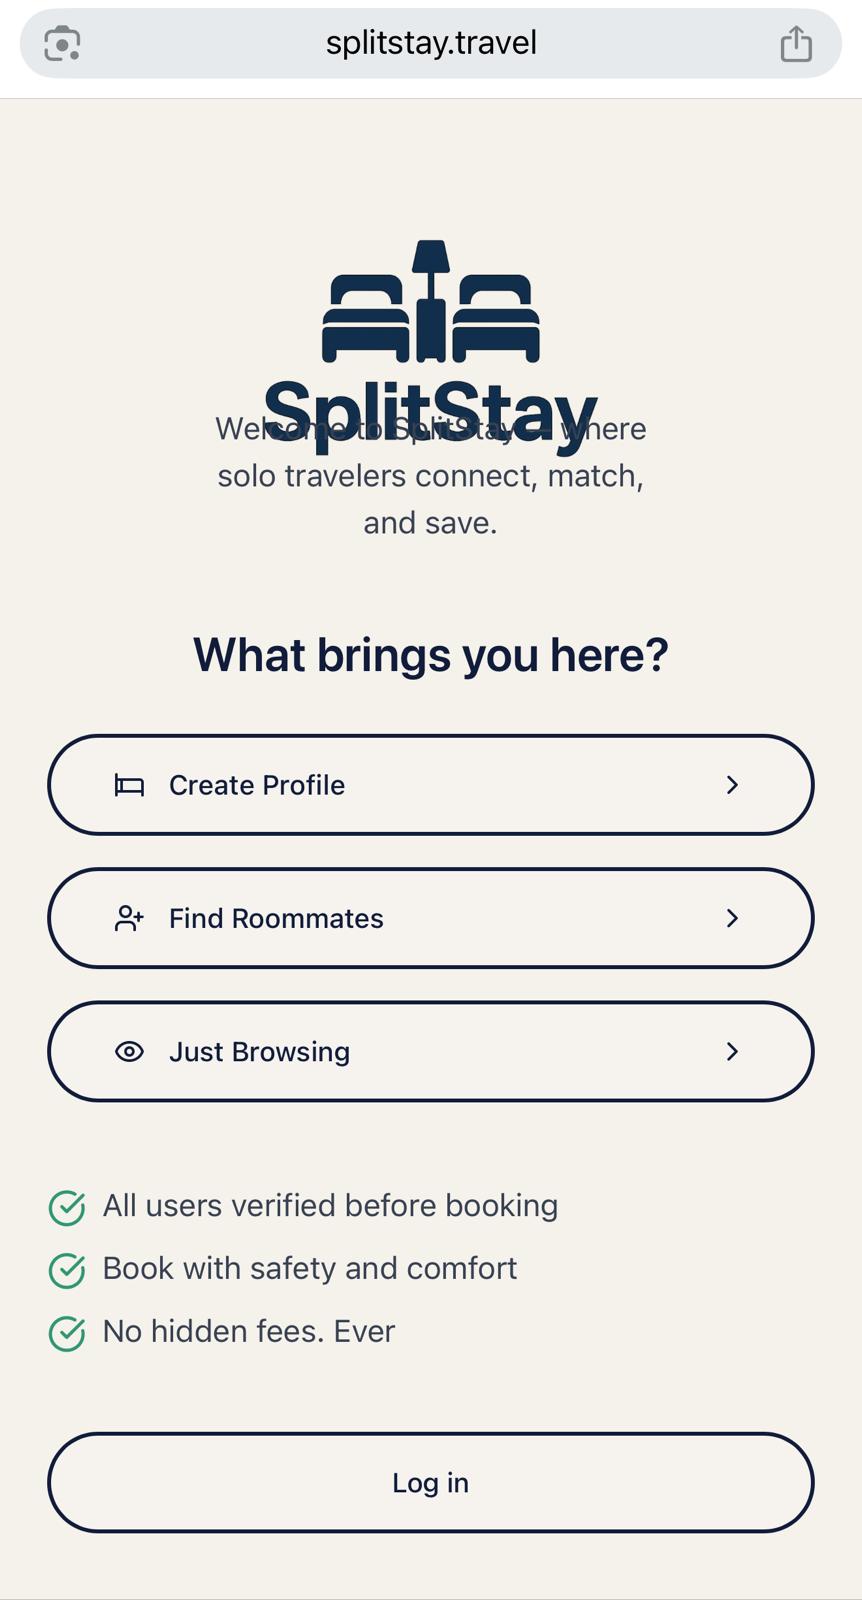 splitstay.travel
SplitStay
Welcome to SplitStay — where
solo travelers connect, match,
and save.
What brings you here?
Create Profile
Find Roommates
Just Browsing
All users verified before booking
Book with safety and comfort
No hidden fees. Ever
Log in